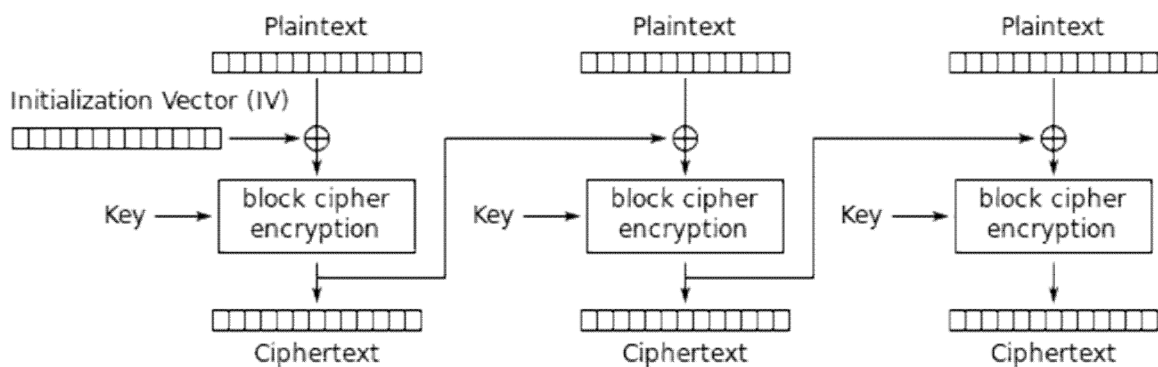 Plaintext
Plaintext
Plaintext
Initialization Vector (IV)
Key
block cipher
encryption
Key
block cipher
encryption
Key
block cipher
encryption
Ciphertext
Ciphertext
Ciphertext